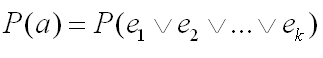 P(a) = P(e₁ ∨ e₂ ∨ ... ∨ eₖ)